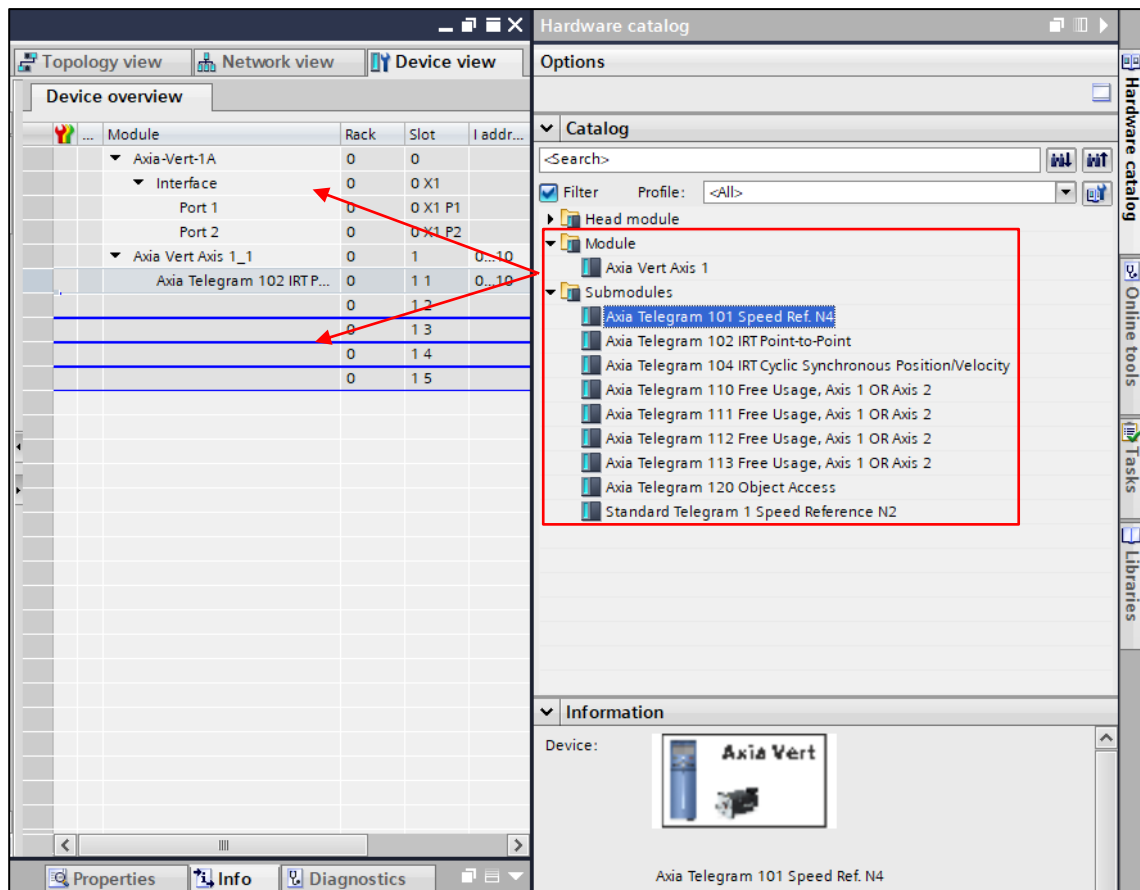 Topology view Network view Device view
Device overview
... Module Rack Slot I addr...
Axia-Vert-1A 0 0
Interface 0 0 X1
Port 1 0 0 X1 P1
Port 2 0 0 X1 P2
Axia Vert Axis 1_1 0 1 0...10
Axia Telegram 102 IRT P... 0 1 1 0...10
0 1 2
0 1 3
0 1 4
0 1 5
Properties Info Diagnostics
Hardware catalog
Options
Catalog
<Search>
Filter Profile: <All>
Head module
Module
Axia Vert Axis 1
Submodules
Axia Telegram 101 Speed Ref. N4
Axia Telegram 102 IRT Point-to-Point
Axia Telegram 104 IRT Cyclic Synchronous Position/Velocity
Axia Telegram 110 Free Usage, Axis 1 OR Axis 2
Axia Telegram 111 Free Usage, Axis 1 OR Axis 2
Axia Telegram 112 Free Usage, Axis 1 OR Axis 2
Axia Telegram 113 Free Usage, Axis 1 OR Axis 2
Axia Telegram 120 Object Access
Standard Telegram 1 Speed Reference N2
Information
Device:
Axia Vert
Axia Telegram 101 Speed Ref. N4
Hardware catalog
Online tools
Tasks
Libraries